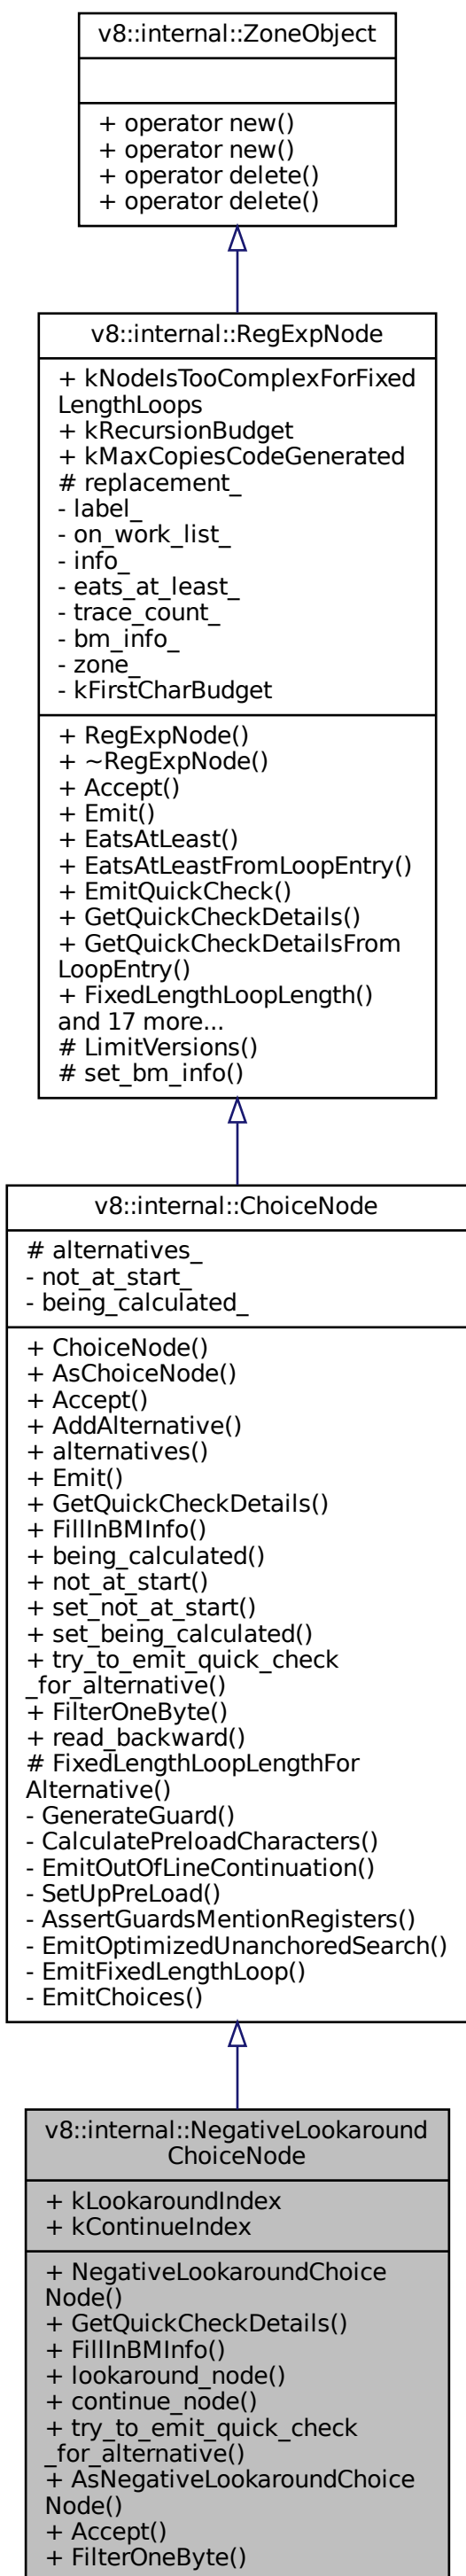 v8::internal::ZoneObject
+ operator new()
+ operator new()
+ operator delete()
+ operator delete()
v8::internal::RegExpNode
+ kNodeIsTooComplexForFixed
LengthLoops
+ kRecursionBudget
+ kMaxCopiesCodeGenerated
# replacement_
- label_
- on_work_list_
- info_
- eats_at_least_
- trace_count_
- bm_info_
- zone_
- kFirstCharBudget
+ RegExpNode()
+ ~RegExpNode()
+ Accept()
+ Emit()
+ EatsAtLeast()
+ EatsAtLeastFromLoopEntry()
+ EmitQuickCheck()
+ GetQuickCheckDetails()
+ GetQuickCheckDetailsFrom
LoopEntry()
+ FixedLengthLoopLength()
and 17 more...
# LimitVersions()
# set_bm_info()
v8::internal::ChoiceNode
# alternatives_
- not_at_start_
- being_calculated_
+ ChoiceNode()
+ AsChoiceNode()
+ Accept()
+ AddAlternative()
+ alternatives()
+ Emit()
+ GetQuickCheckDetails()
+ FillInBMInfo()
+ being_calculated()
+ not_at_start()
+ set_not_at_start()
+ set_being_calculated()
+ try_to_emit_quick_check
_for_alternative()
+ FilterOneByte()
+ read_backward()
# FixedLengthLoopLengthFor
Alternative()
- GenerateGuard()
- CalculatePreloadCharacters()
- EmitOutOfLineContinuation()
- SetUpPreLoad()
- AssertGuardsMentionRegisters()
- EmitOptimizedUnanchoredSearch()
- EmitFixedLengthLoop()
- EmitChoices()
v8::internal::NegativeLookaround
ChoiceNode
+ kLookaroundIndex
+ kContinueIndex
+ NegativeLookaroundChoice
Node()
+ GetQuickCheckDetails()
+ FillInBMInfo()
+ lookaround_node()
+ continue_node()
+ try_to_emit_quick_check
_for_alternative()
+ AsNegativeLookaroundChoice
Node()
+ Accept()
+ FilterOneByte()